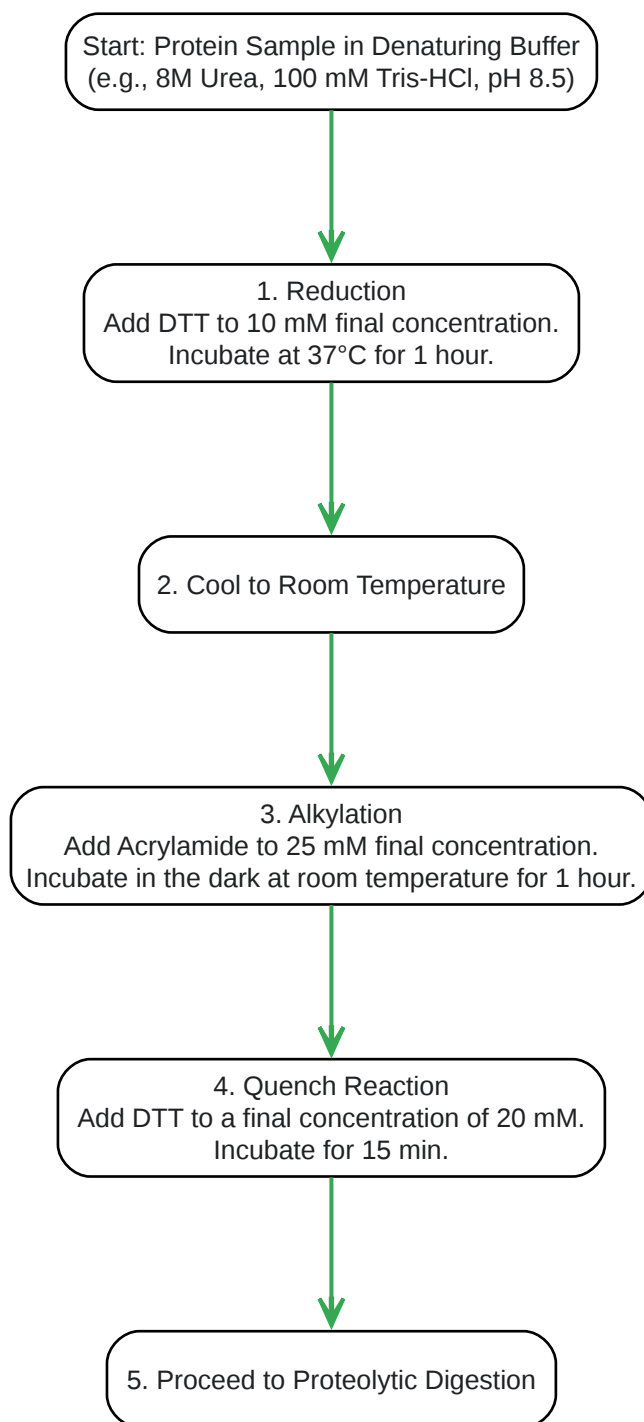 Start: Protein Sample in Denaturing Buffer
(e.g., 8M Urea, 100 mM Tris-HCl, pH 8.5)
1. Reduction
Add DTT to 10 mM final concentration.
Incubate at 37°C for 1 hour.
2. Cool to Room Temperature
3. Alkylation
Add Acrylamide to 25 mM final concentration.
Incubate in the dark at room temperature for 1 hour.
4. Quench Reaction
Add DTT to a final concentration of 20 mM.
Incubate for 15 min.
5. Proceed to Proteolytic Digestion